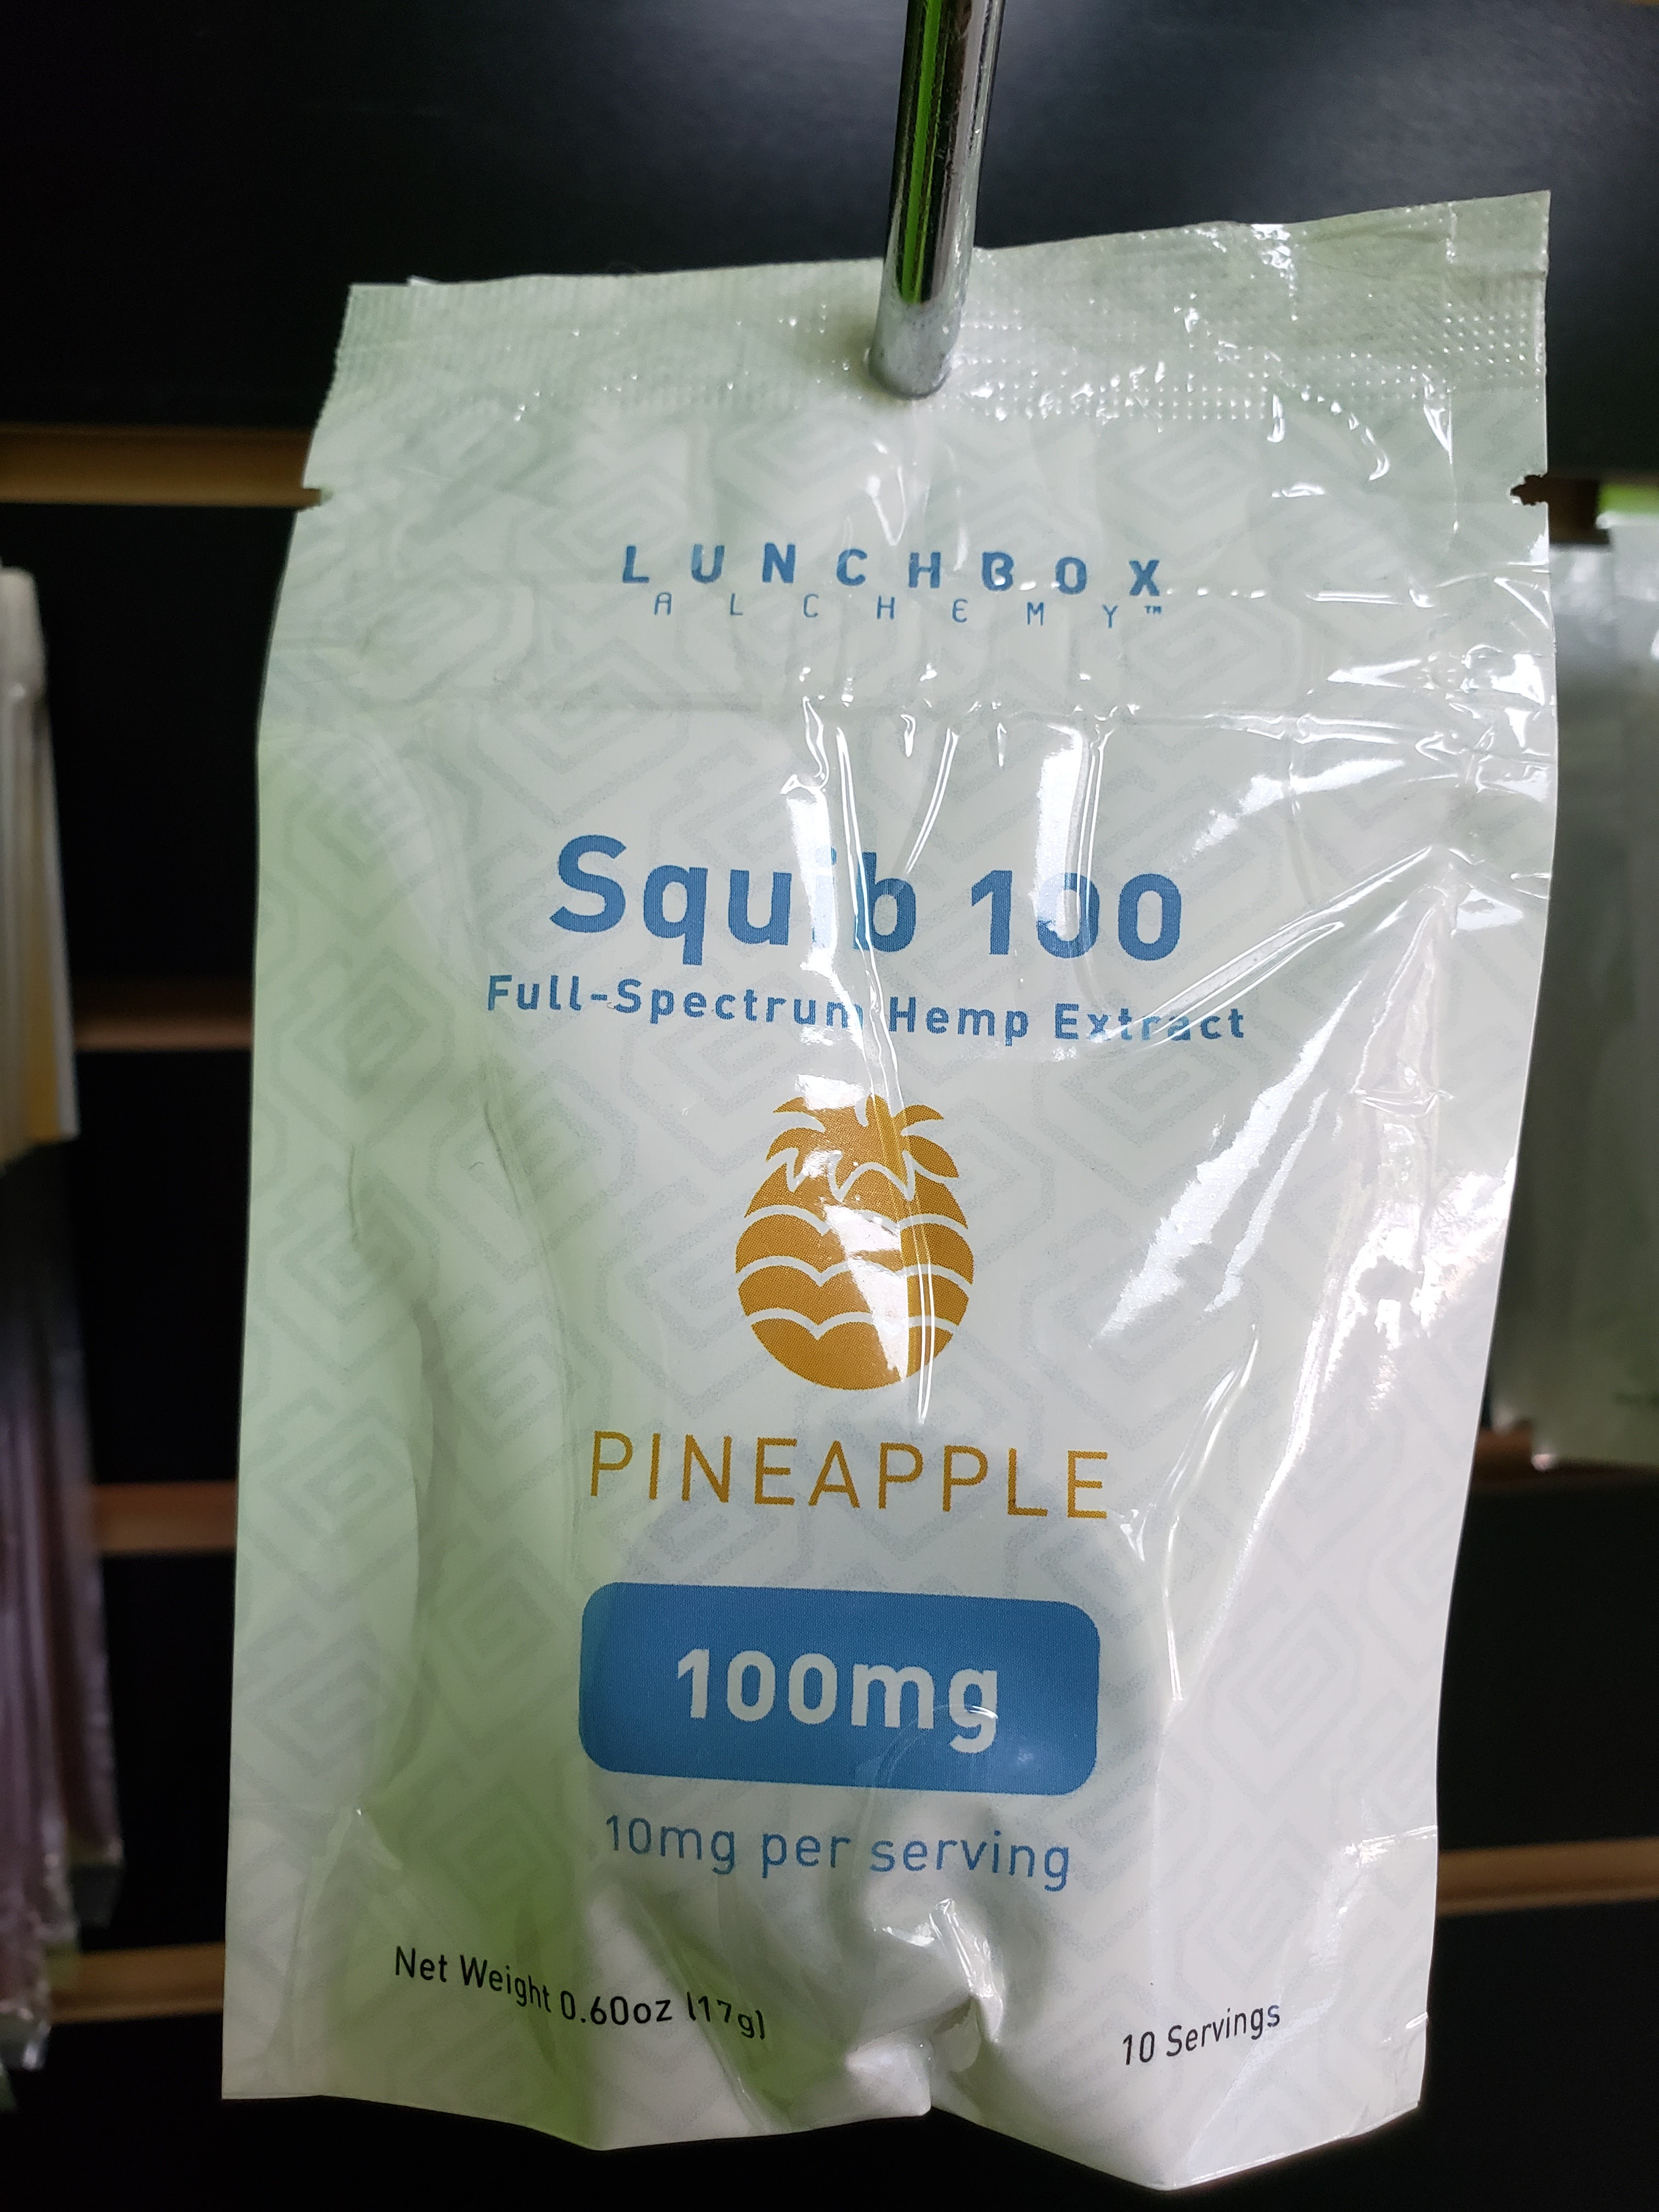 LUNCHBOX
ALCHEMY™
Squib 100
Full-Spectrum Hemp Extract
PINEAPPLE
100mg
10mg per serving
Net Weight 0.60oz (17g)
10 Servings